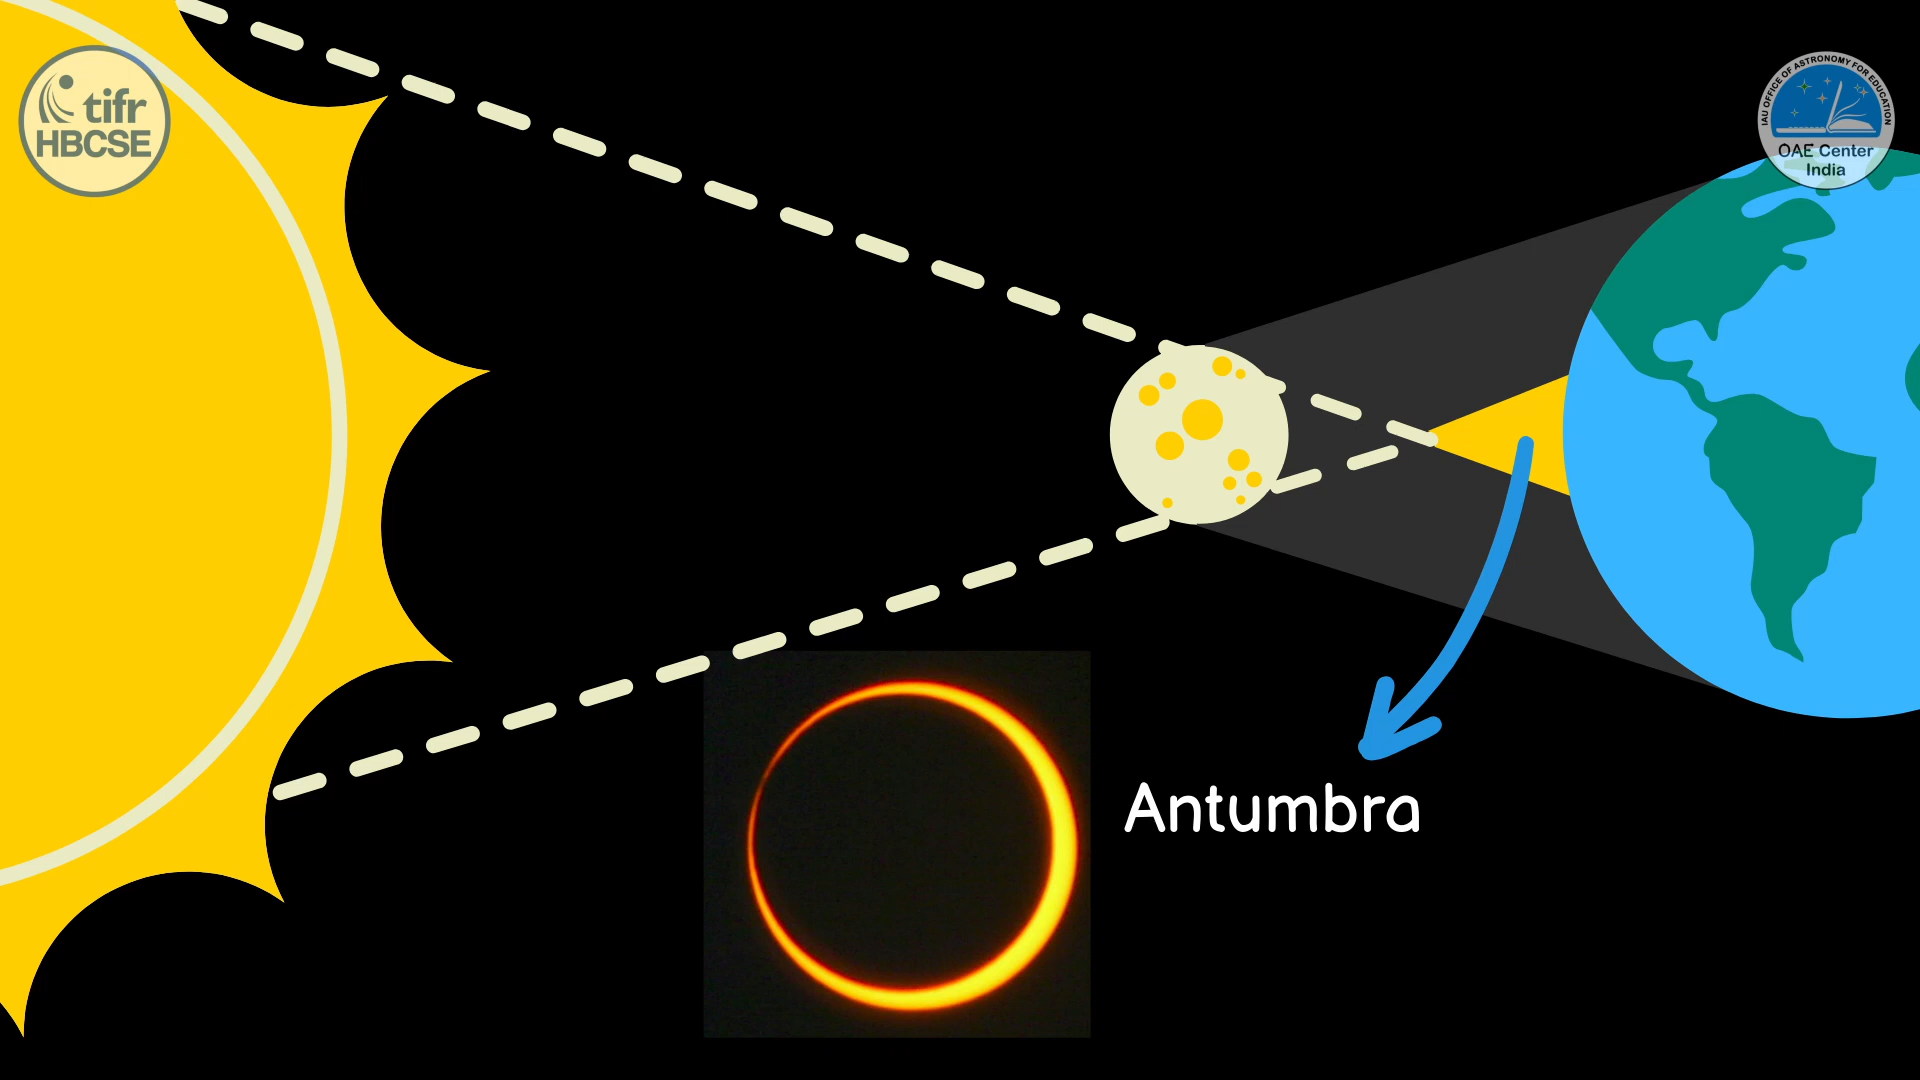 tifr
HBCSE
IAU OFFICE OF ASTRONOMY FOR EDUCATION
OAE Center
India
Antumbra